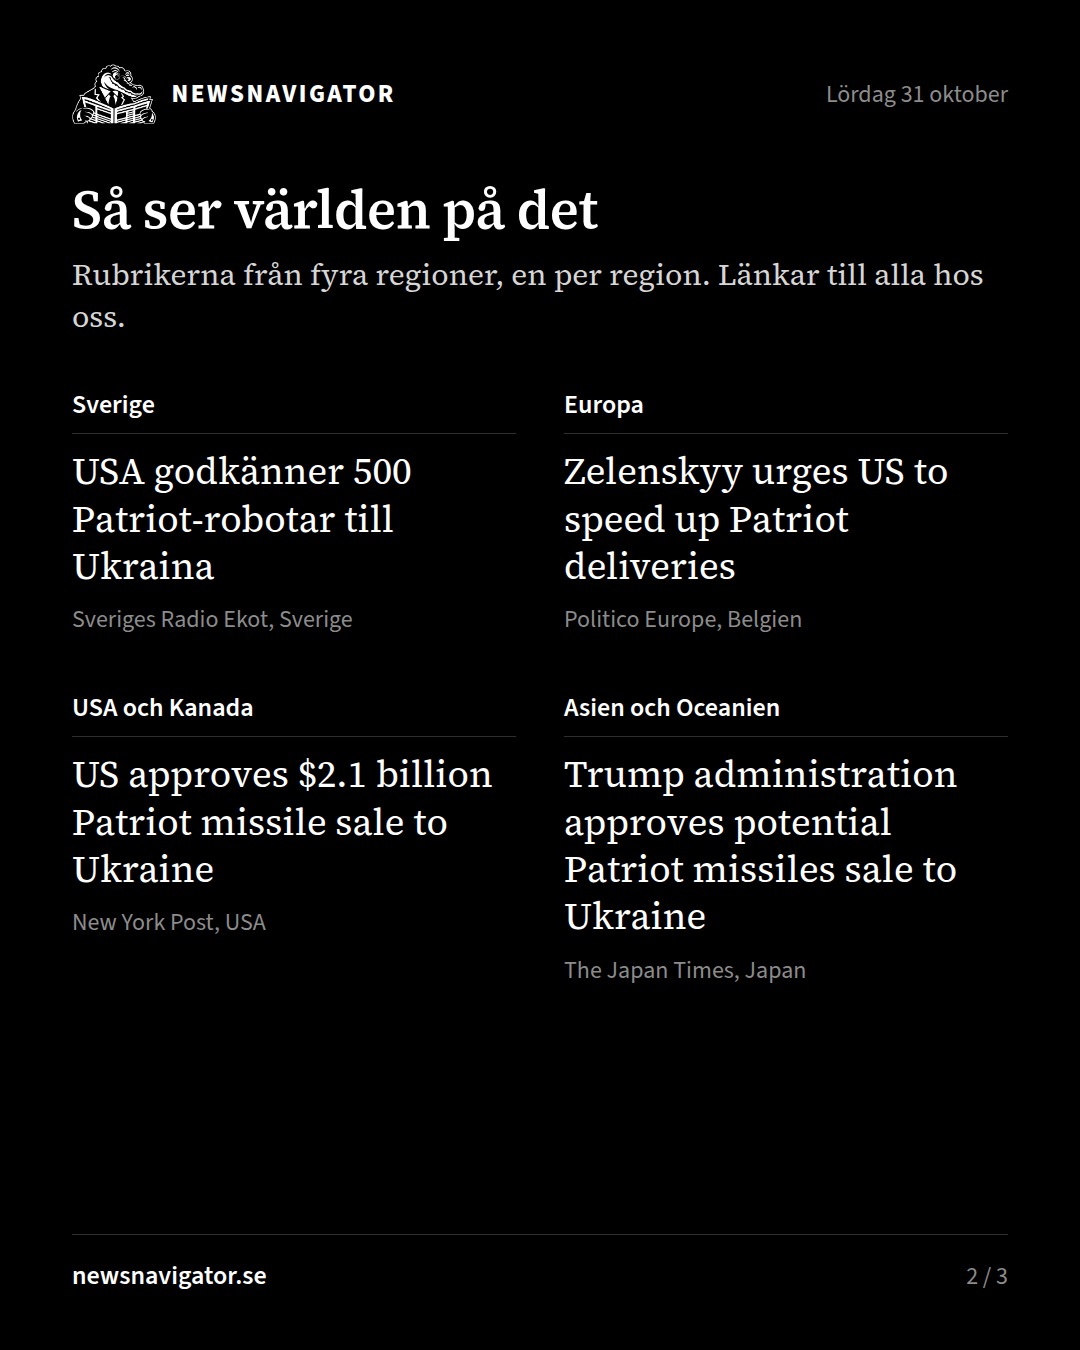 NEWSNAVIGATOR
Lördag 31 oktober
Så ser världen på det
Rubrikerna från fyra regioner, en per region. Länkar till alla hos
oss.
Sverige
USA godkänner 500
Patriot-robotar till
Ukraina
Sveriges Radio Ekot, Sverige
Europa
Zelenskyy urges US to
speed up Patriot
deliveries
Politico Europe, Belgien
USA och Kanada
US approves $2.1 billion
Patriot missile sale to
Ukraine
New York Post, USA
Asien och Oceanien
Trump administration
approves potential
Patriot missiles sale to
Ukraine
The Japan Times, Japan
newsnavigator.se
2 / 3